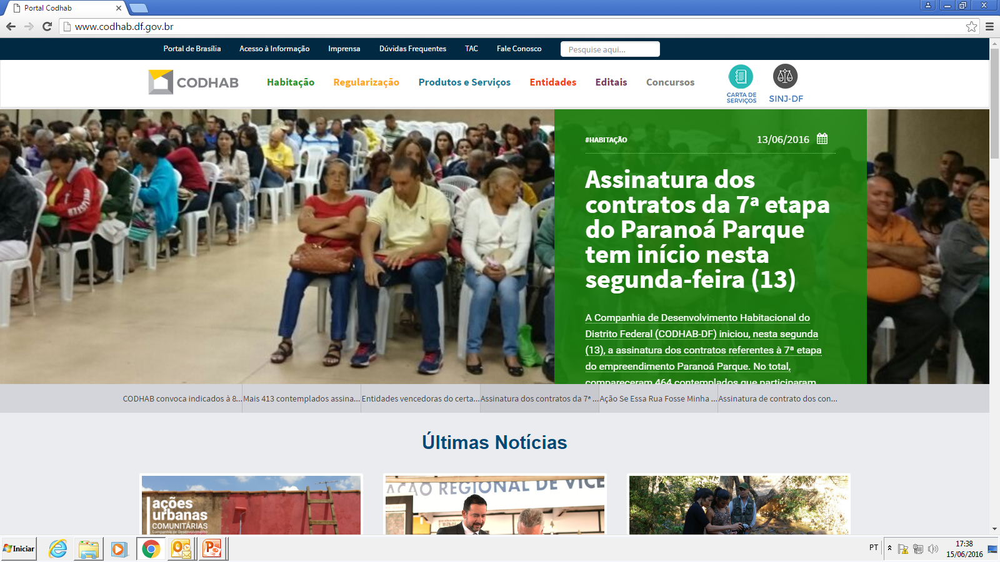 Portal Codhab
www.codhab.df.gov.br
Portal de Brasília Acesso à Informação Imprensa Dúvidas Frequentes TAC Fale Conosco Pesquise aqui...
CODHAB Habitação Regularização Produtos e Serviços Entidades Editais Concursos
CARTA DE
SERVIÇOS
SINJ-DF
#HABITAÇÃO 13/06/2016
Assinatura dos
contratos da 7ª etapa
do Paranoá Parque
tem início nesta
segunda-feira (13)
A Companhia de Desenvolvimento Habitacional do
Distrito Federal (CODHAB-DF) iniciou, nesta segunda
(13), a assinatura dos contratos referentes à 7ª etapa
do empreendimento Paranoá Parque. No total,
compareceram 464 contemplados que participaram
CODHAB convoca indicados à 8... Mais 413 contemplados assina... Entidades vencedoras do certa... Assinatura dos contratos da 7ª ... Ação Se Essa Rua Fosse Minha ... Assinatura de contrato dos con...
Últimas Notícias
ações
urbanas
COMUNITÁRIAS
Companhia de Desenvolvimento
AÇÃO REGIONAL DE VICE
Iniciar
PT
17:38
15/06/2016